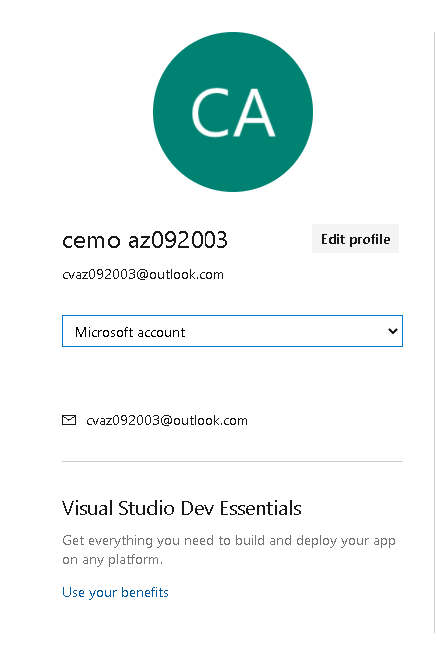 CA
cemo az092003
Edit profile
cvaz092003@outlook.com
Microsoft account
cvaz092003@outlook.com
Visual Studio Dev Essentials
Get everything you need to build and deploy your app
on any platform.
Use your benefits